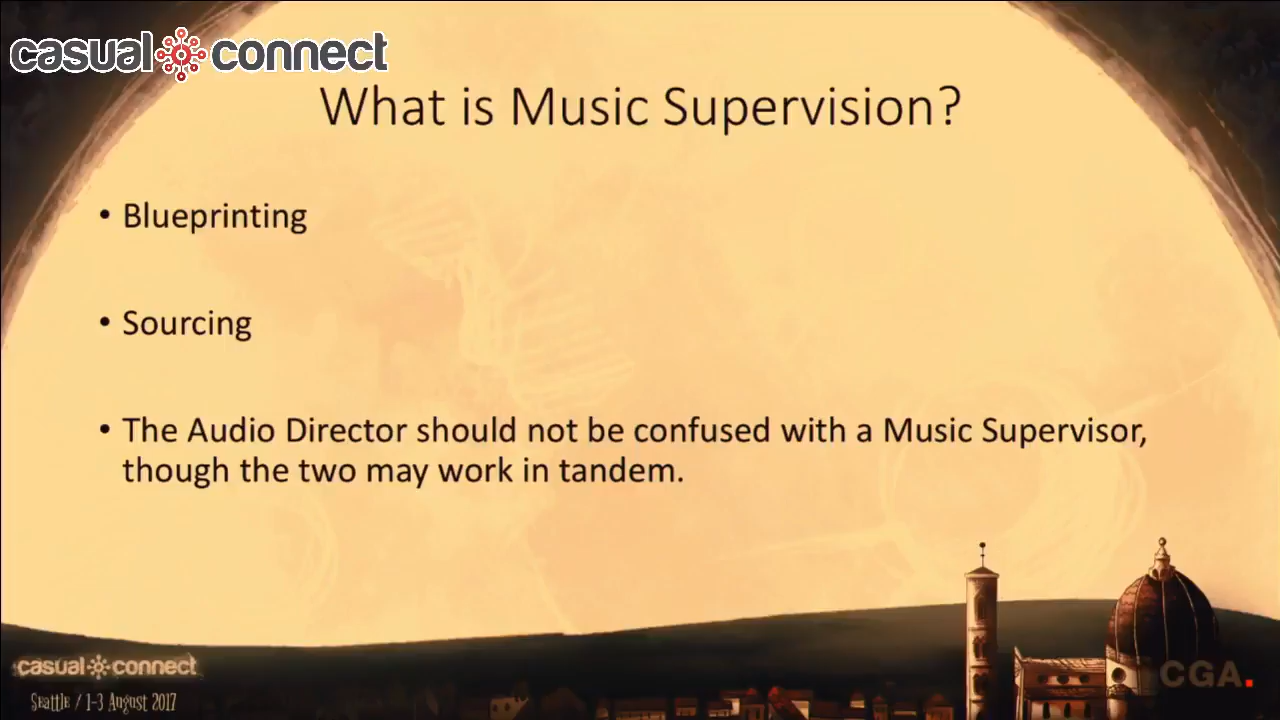 casual connect
What is Music Supervision?
• Blueprinting
• Sourcing
• The Audio Director should not be confused with a Music Supervisor,
though the two may work in tandem.
casual connect
Seattle / 1-3 August 2017
CGA.